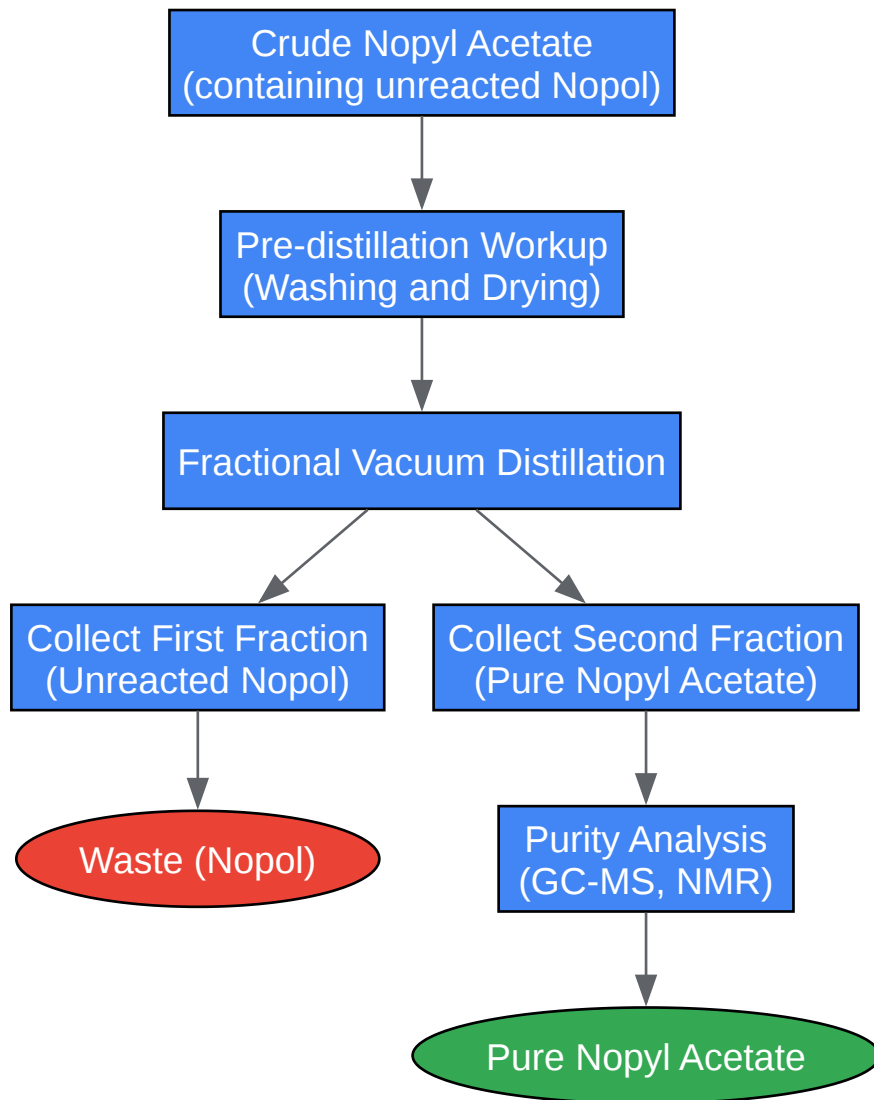 Crude Nopyl Acetate
(containing unreacted Nopol)
Pre-distillation Workup
(Washing and Drying)
Fractional Vacuum Distillation
Collect First Fraction
(Unreacted Nopol)
Collect Second Fraction
(Pure Nopyl Acetate)
Waste (Nopol)
Purity Analysis
(GC-MS, NMR)
Pure Nopyl Acetate